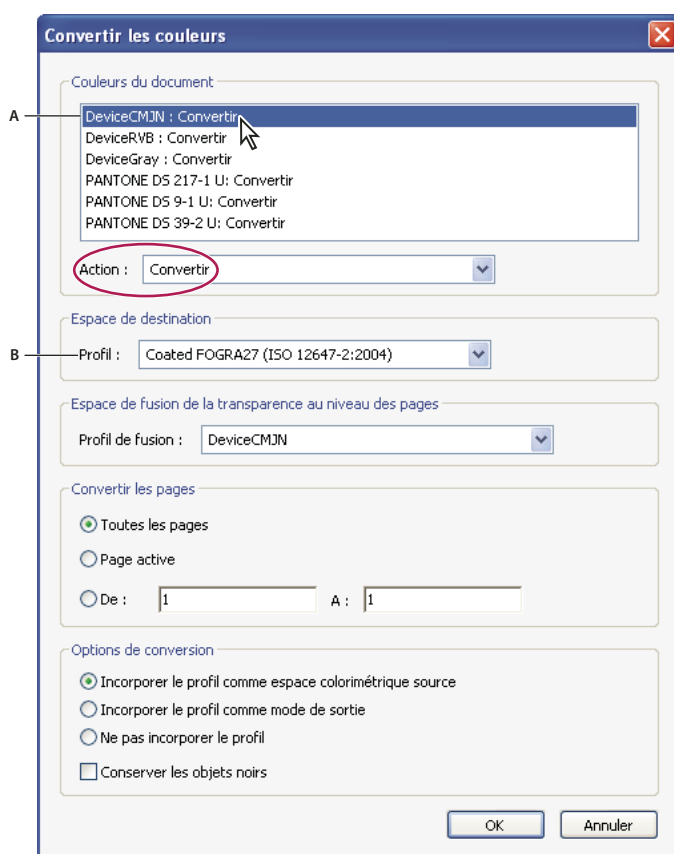 Convertir les couleurs
Couleurs du document
A
DeviceCMJN : Convertir
DeviceRVB : Convertir
DeviceGray : Convertir
PANTONE DS 217-1 U: Convertir
PANTONE DS 9-1 U: Convertir
PANTONE DS 39-2 U: Convertir
Action : Convertir
Espace de destination
B
Profil : Coated FOGRA27 (ISO 12647-2:2004)
Espace de fusion de la transparence au niveau des pages
Profil de fusion : DeviceCMJN
Convertir les pages
Toutes les pages
Page active
De : 1 A : 1
Options de conversion
Incorporer le profil comme espace colorimétrique source
Incorporer le profil comme mode de sortie
Ne pas incorporer le profil
Conserver les objets noirs
OK Annuler